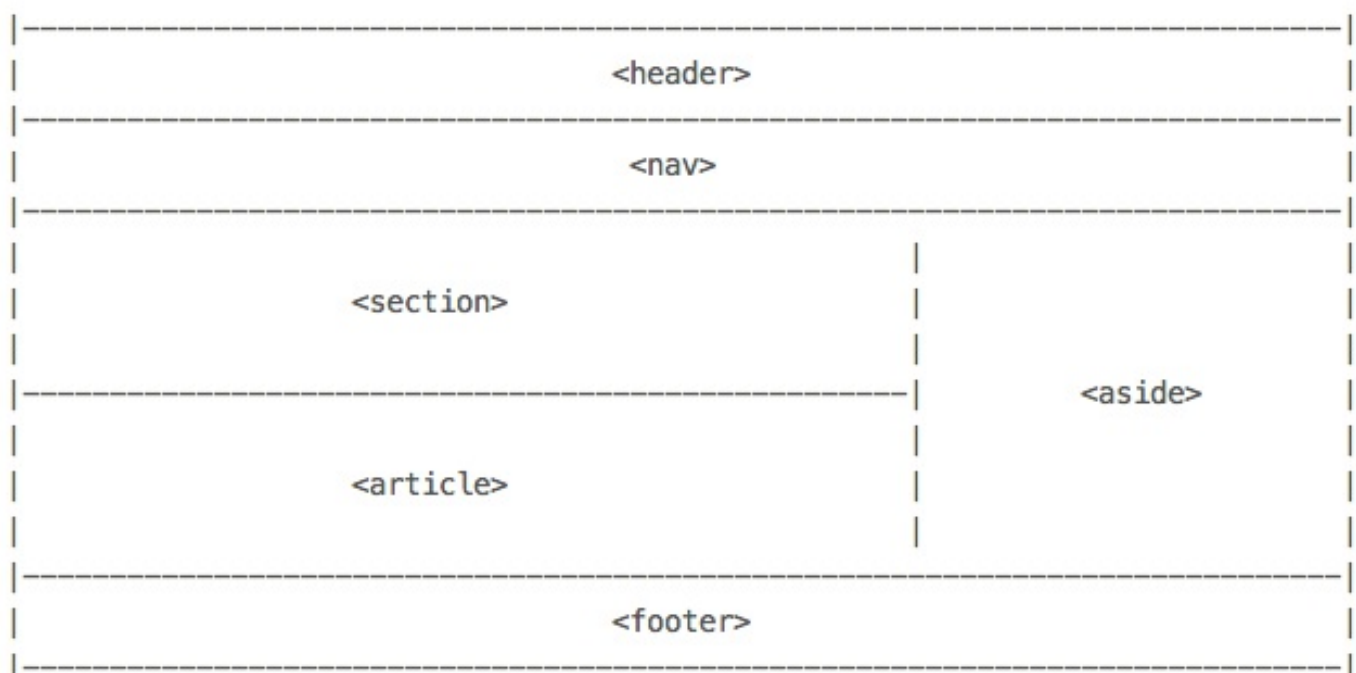 <header>
<nav>
<section>
<aside>
<article>
<footer>